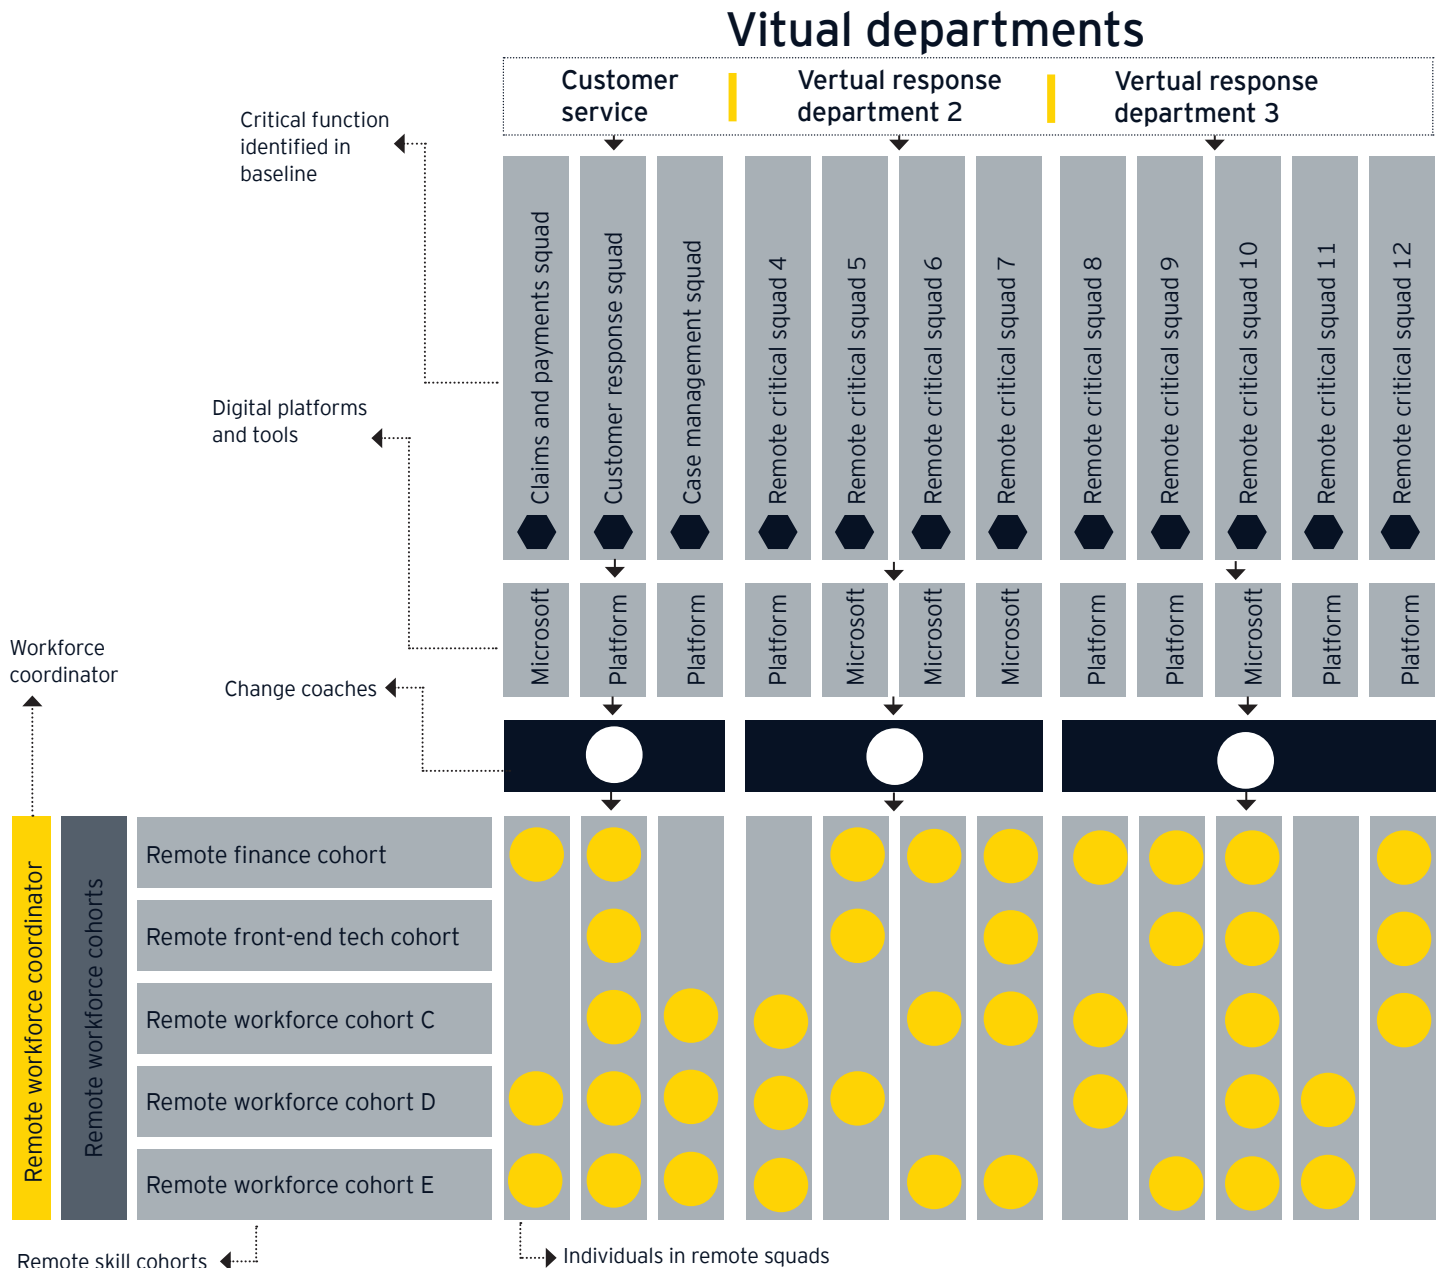 Vitual departments
Customer
service
Vertual response
department 2
Vertual response
department 3
Critical function
identified in
baseline
Claims and payments squad
Customer response squad
Case management squad
Remote critical squad 4
Remote critical squad 5
Remote critical squad 6
Remote critical squad 7
Remote critical squad 8
Remote critical squad 9
Remote critical squad 10
Remote critical squad 11
Remote critical squad 12
Digital platforms
and tools
Microsoft
Platform
Platform
Platform
Microsoft
Microsoft
Microsoft
Platform
Platform
Microsoft
Platform
Platform
Workforce
coordinator
Change coaches
Remote workforce coordinator
Remote workforce cohorts
Remote finance cohort
Remote front-end tech cohort
Remote workforce cohort C
Remote workforce cohort D
Remote workforce cohort E
Remote skill cohorts
Individuals in remote squads